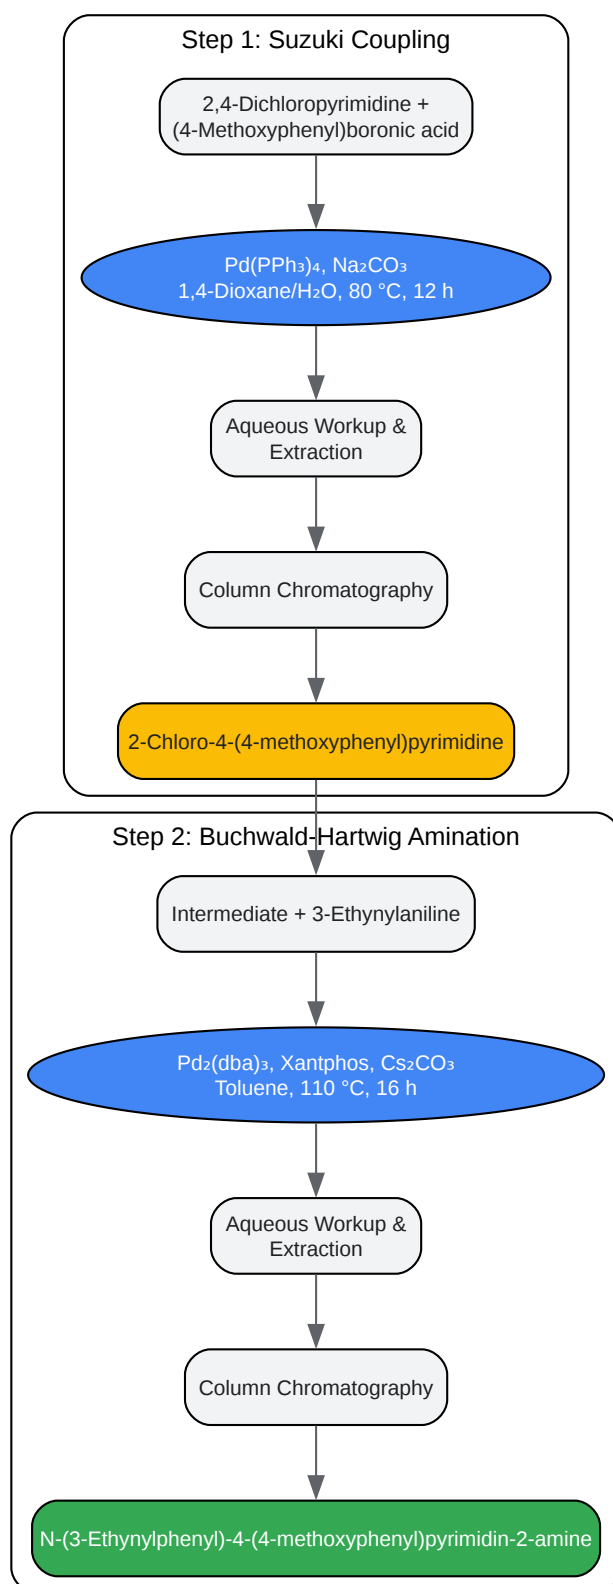 Step 1: Suzuki Coupling
2,4-Dichloropyrimidine +
(4-Methoxyphenyl)boronic acid
Pd(PPh₃)₄, Na₂CO₃
1,4-Dioxane/H₂O, 80 °C, 12 h
Aqueous Workup &
Extraction
Column Chromatography
2-Chloro-4-(4-methoxyphenyl)pyrimidine
Step 2: Buchwald-Hartwig Amination
Intermediate + 3-Ethynylaniline
Pd₂(dba)₃, Xantphos, Cs₂CO₃
Toluene, 110 °C, 16 h
Aqueous Workup &
Extraction
Column Chromatography
N-(3-Ethynylphenyl)-4-(4-methoxyphenyl)pyrimidin-2-amine